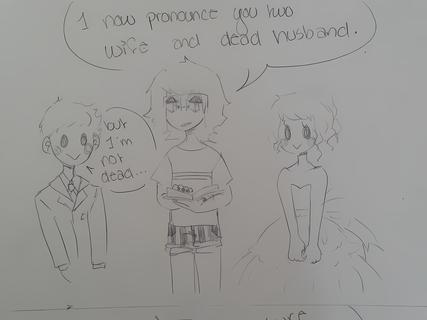 I now pronounce you two
wife and dead husband.
but
I'm
not
dead...